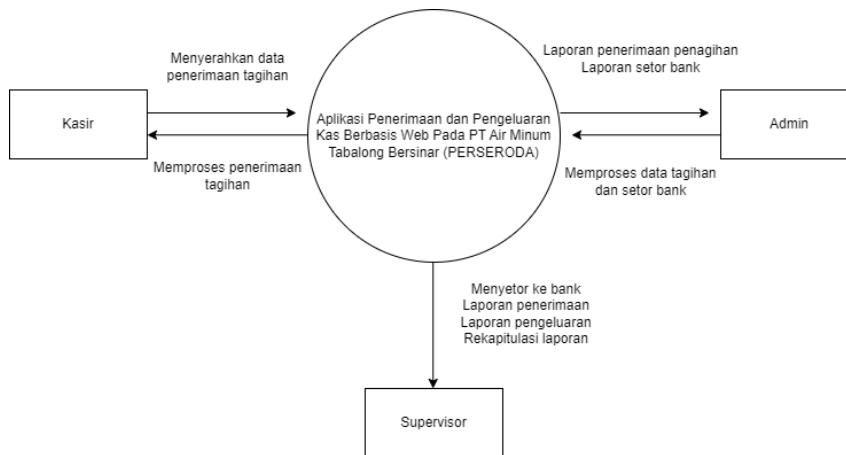 Menyerahkan data
penerimaan tagihan
Laporan penerimaan penagihan
Laporan setor bank
Kasir
Aplikasi Penerimaan dan Pengeluaran
Kas Berbasis Web Pada PT Air Minum
Tabalong Bersinar (PERSERODA)
Admin
Memproses penerimaan
tagihan
Memproses data tagihan
dan setor bank
Menyetor ke bank
Laporan penerimaan
Laporan pengeluaran
Rekapitulasi laporan
Supervisor